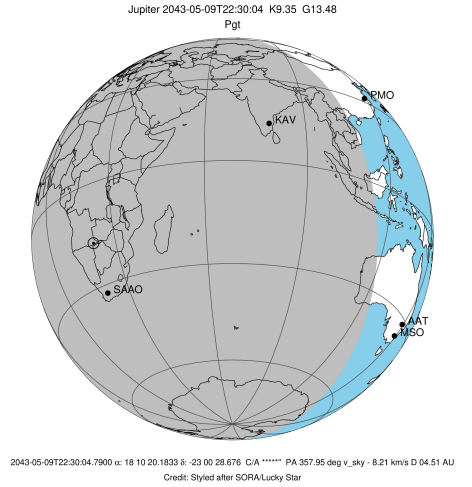 Jupiter 2043-05-09T22:30:04 K9.35 G13.48
Pgt
PMO
KAV
SAAO
AAT
MSO
2043-05-09T22:30:04.7900 α: 18 10 20.1833 δ: -23 00 28.676 C/A *****" PA 357.95 deg v_sky - 8.21 km/s D 04.51 AU
Credit: Styled after SORA/Lucky Star